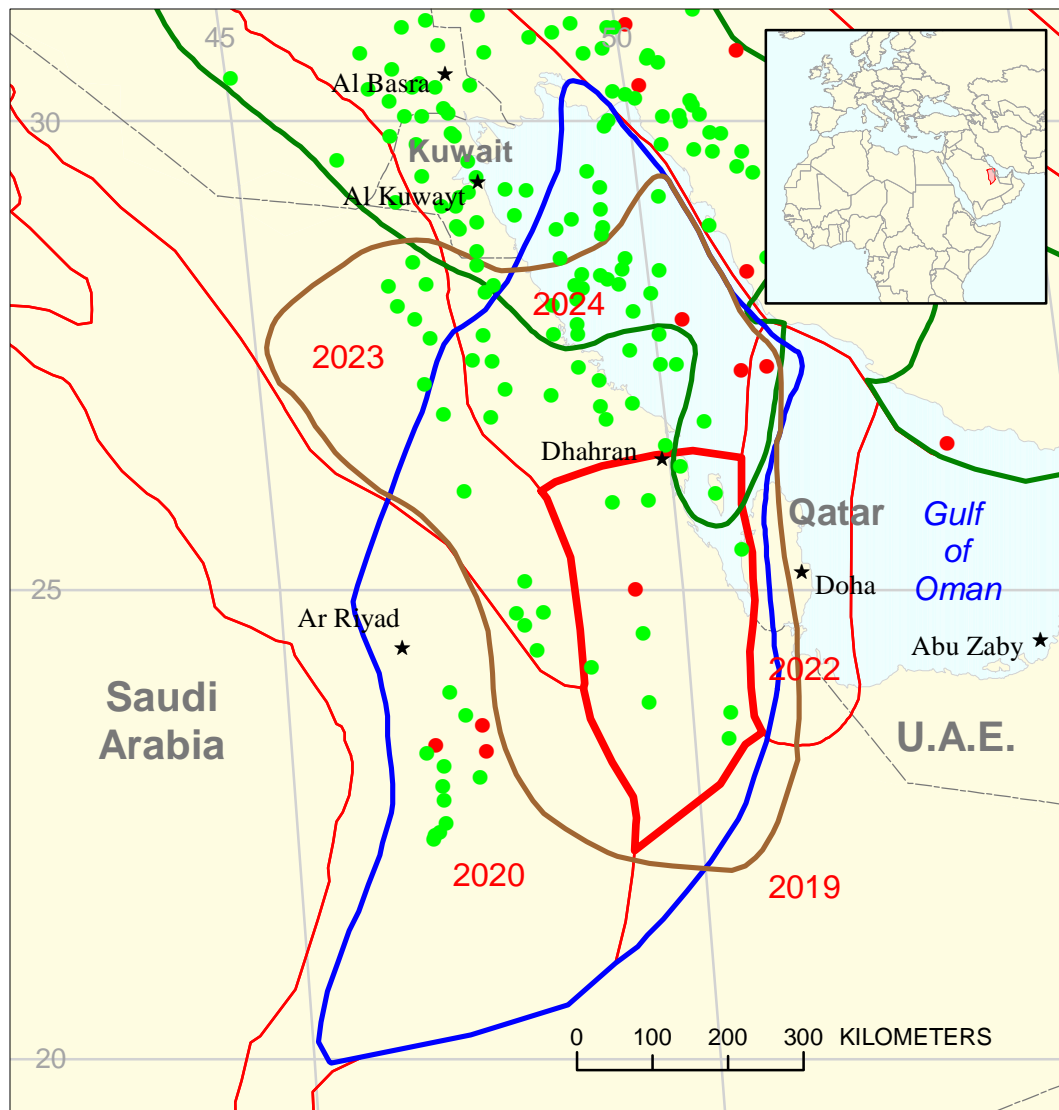 45
50
Al Basra
30
Kuwait
Al Kuwayt
2024
2023
Dhahran
Qatar
Gulf
of
Oman
25
Doha
Ar Riyad
Abu Zaby
2022
Saudi
Arabia
U.A.E.
2020
2019
20
0 100 200 300 KILOMETERS